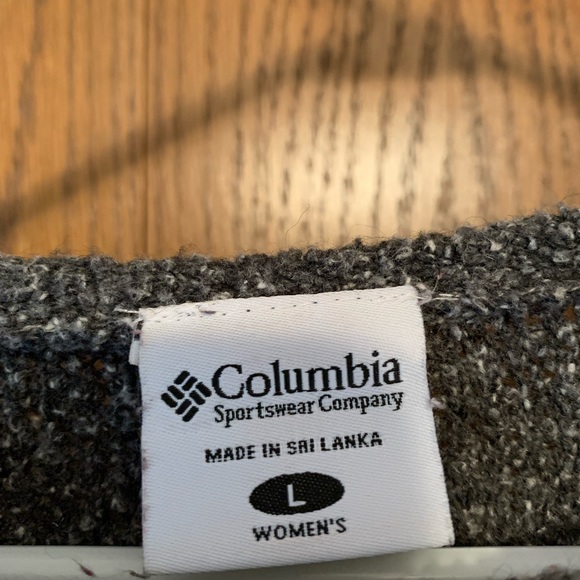 Columbia
Sportswear Company
MADE IN SRI LANKA
L
WOMEN'S